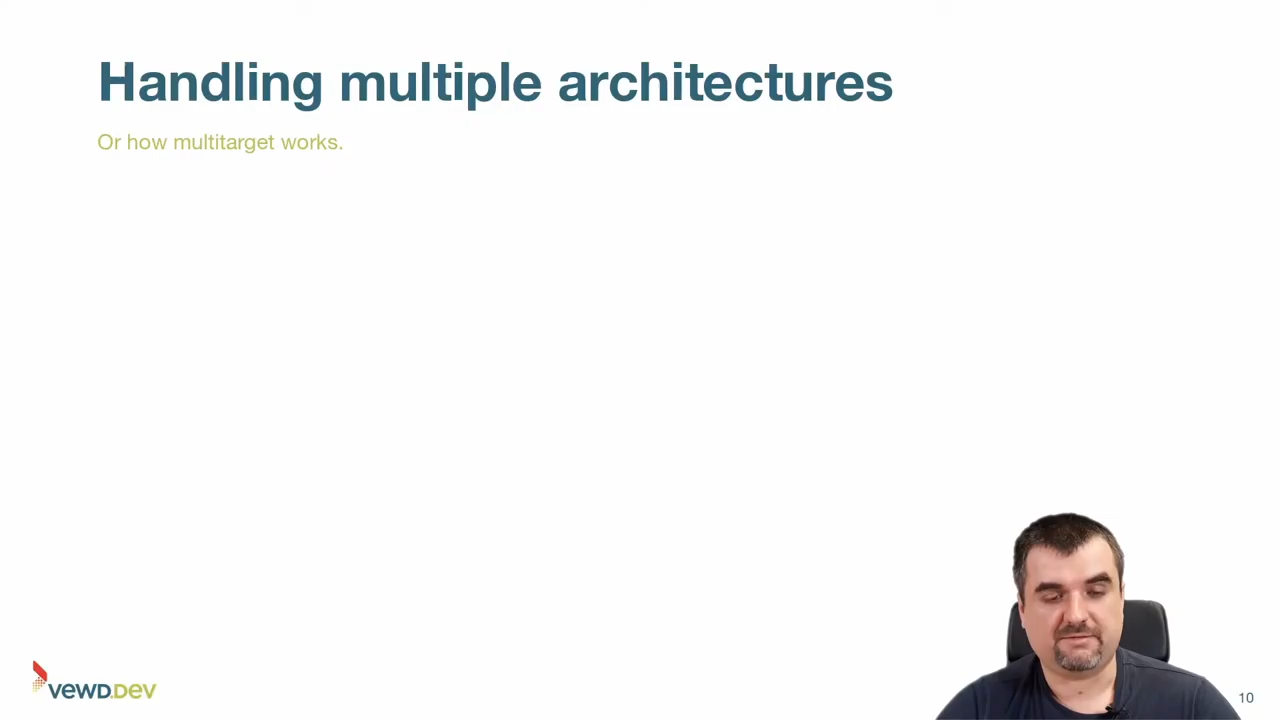 Handling multiple architectures
Or how multitarget works.
vewd.dev
10